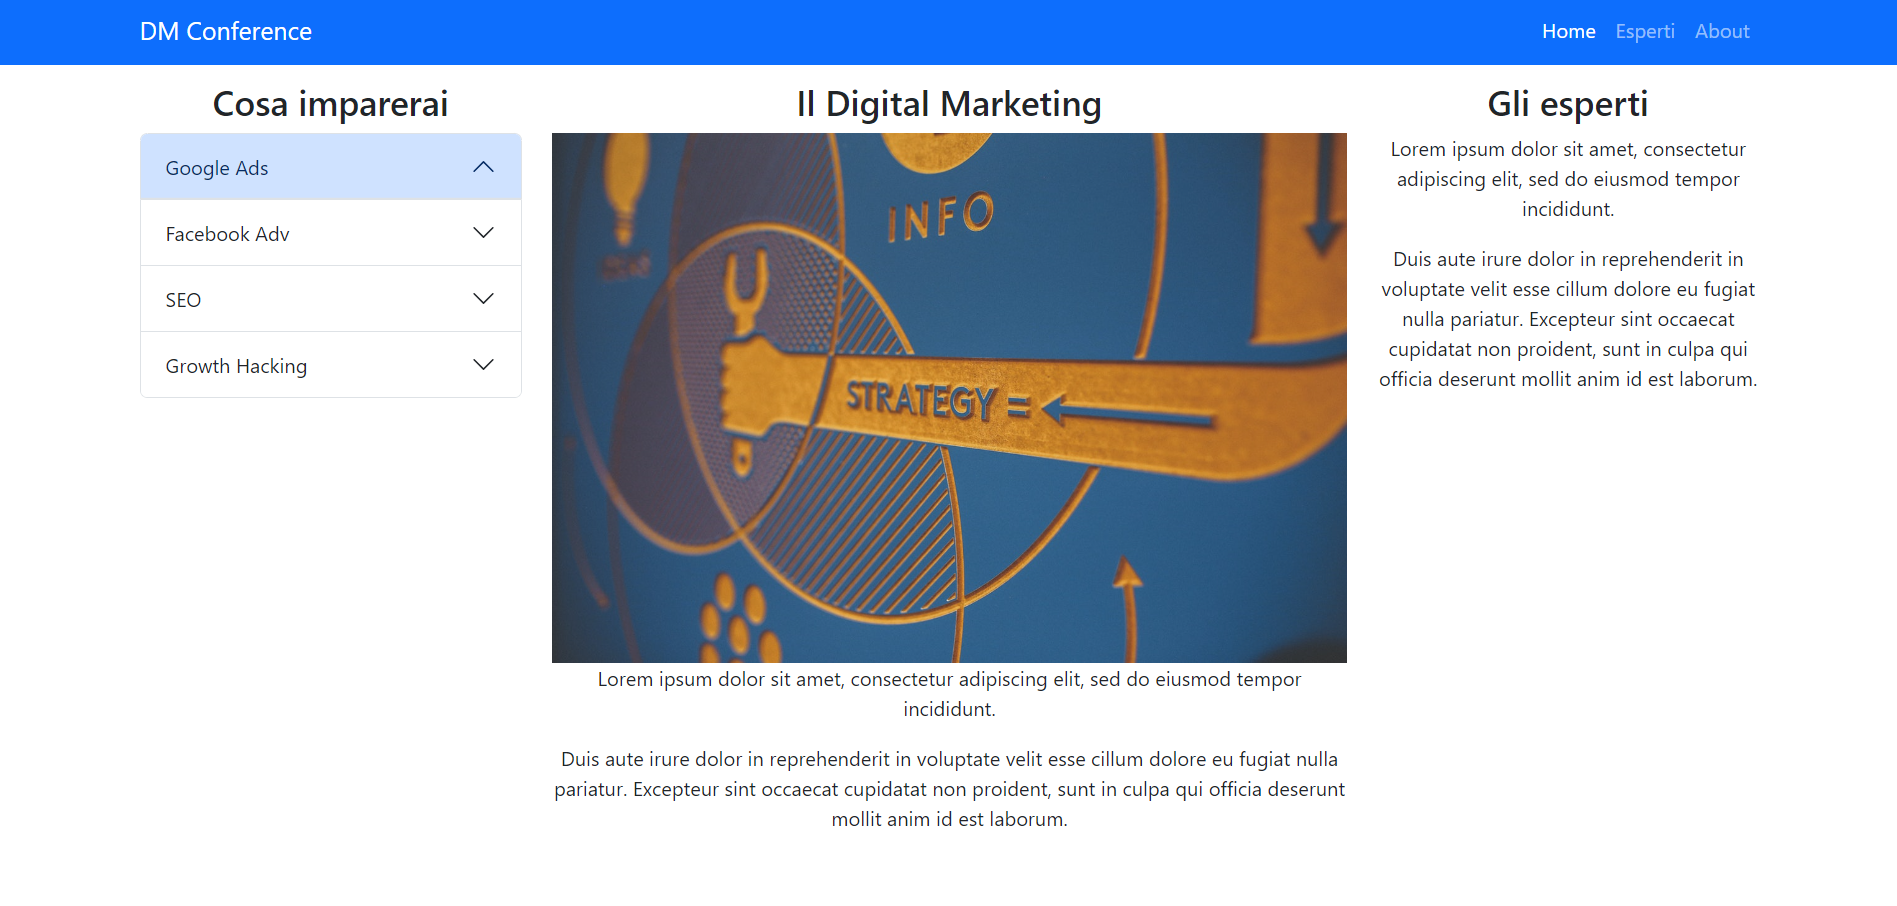 DM Conference
Home Esperti About
Cosa imparerai
Google Ads
Facebook Adv
SEO
Growth Hacking
Il Digital Marketing
INFO
STRATEGY =
Lorem ipsum dolor sit amet, consectetur adipiscing elit, sed do eiusmod tempor
incididunt.
Duis aute irure dolor in reprehenderit in voluptate velit esse cillum dolore eu fugiat nulla
pariatur. Excepteur sint occaecat cupidatat non proident, sunt in culpa qui officia deserunt
mollit anim id est laborum.
Gli esperti
Lorem ipsum dolor sit amet, consectetur
adipiscing elit, sed do eiusmod tempor
incididunt.
Duis aute irure dolor in reprehenderit in
voluptate velit esse cillum dolore eu fugiat
nulla pariatur. Excepteur sint occaecat
cupidatat non proident, sunt in culpa qui
officia deserunt mollit anim id est laborum.